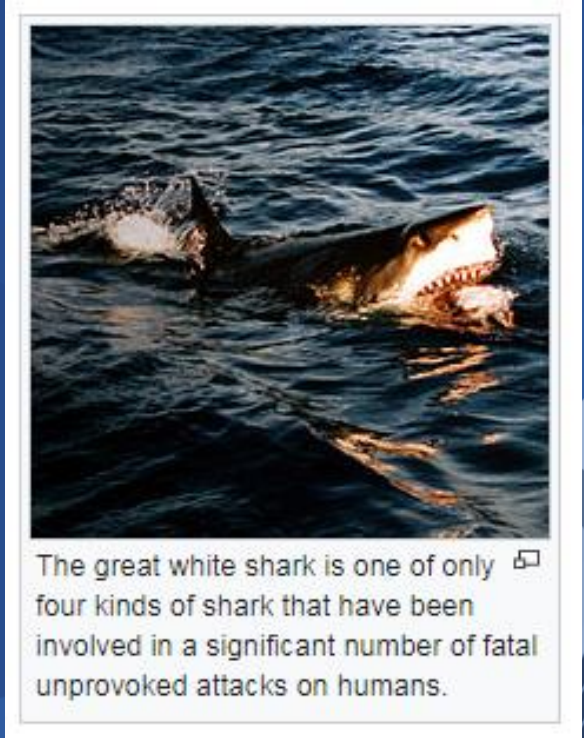 The great white shark is one of only
four kinds of shark that have been
involved in a significant number of fatal
unprovoked attacks on humans.